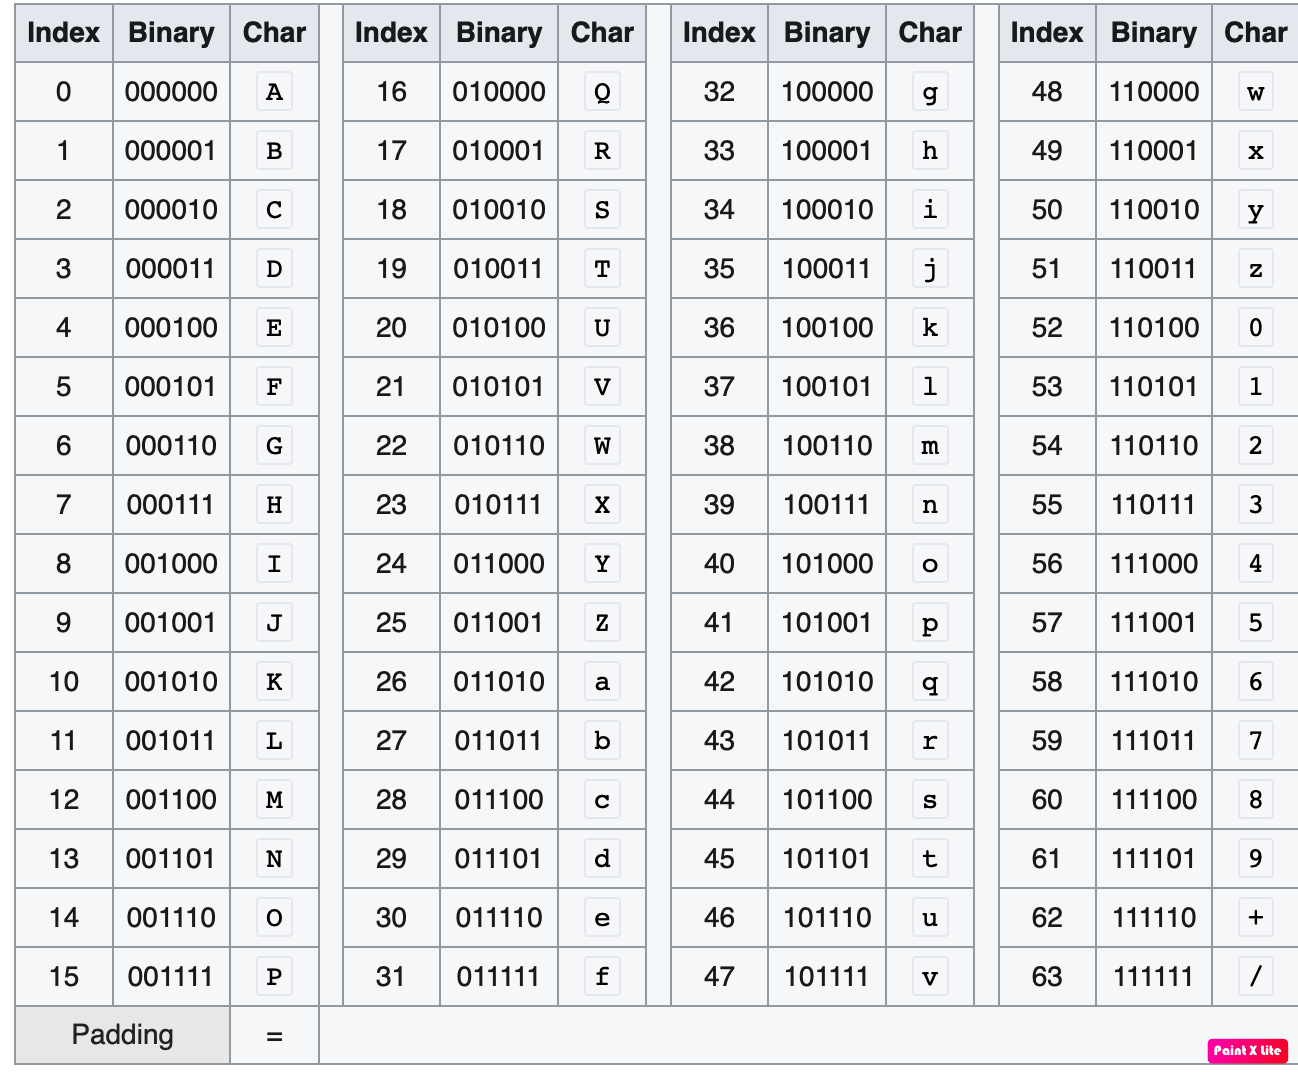 Index Binary Char Index Binary Char Index Binary Char Index Binary Char
0 000000 A 16 010000 Q 32 100000 g 48 110000 w
1 000001 B 17 010001 R 33 100001 h 49 110001 x
2 000010 C 18 010010 S 34 100010 i 50 110010 y
3 000011 D 19 010011 T 35 100011 j 51 110011 z
4 000100 E 20 010100 U 36 100100 k 52 110100 0
5 000101 F 21 010101 V 37 100101 l 53 110101 1
6 000110 G 22 010110 W 38 100110 m 54 110110 2
7 000111 H 23 010111 X 39 100111 n 55 110111 3
8 001000 I 24 011000 Y 40 101000 o 56 111000 4
9 001001 J 25 011001 Z 41 101001 p 57 111001 5
10 001010 K 26 011010 a 42 101010 q 58 111010 6
11 001011 L 27 011011 b 43 101011 r 59 111011 7
12 001100 M 28 011100 c 44 101100 s 60 111100 8
13 001101 N 29 011101 d 45 101101 t 61 111101 9
14 001110 O 30 011110 e 46 101110 u 62 111110 +
15 001111 P 31 011111 f 47 101111 v 63 111111 /
Padding =
Paint X Lite